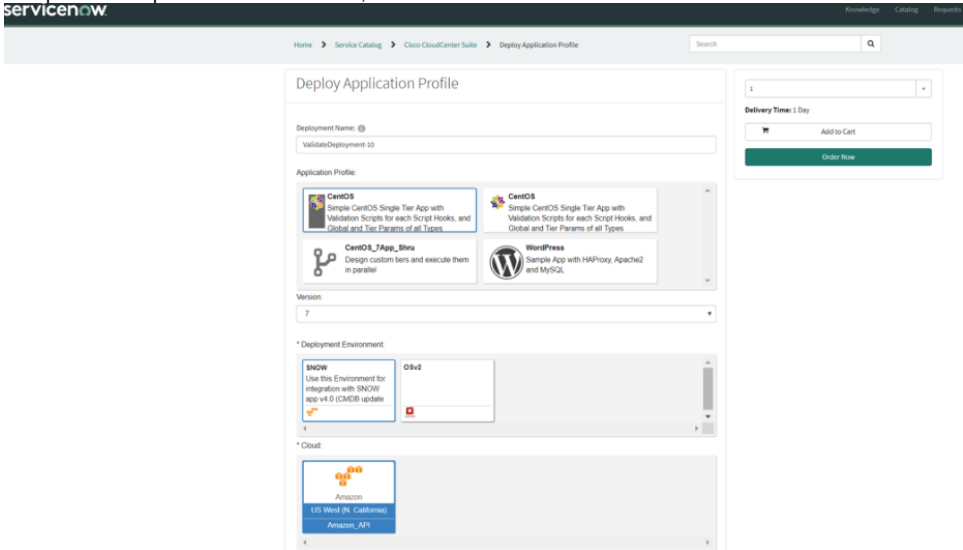 servicenow
Knowledge Catalog Requests
Home > Service Catalog > Cisco CloudCenter Suite > Deploy Application Profile
Search
Deploy Application Profile
1
Delivery Time: 1 Day
Add to Cart
Order Now
Deployment Name:
ValidateDeployment-10
Application Profile:
CentOS
Simple CentOS Single Tier App with
Validation Scripts for each Script Hooks, and
Global and Tier Params of all Types
CentOS
Simple CentOS Single Tier App with
Validation Scripts for each Script Hooks, and
Global and Tier Params of all Types
CentOS_7App_Shru
Design custom tiers and execute them
in parallel
WordPress
Sample App with HAProxy, Apache2
and MySQL
Version:
7
* Deployment Environment:
SNOW
Use this Environment for
integration with SNOW
app v4.0 (CMDB update
OSv2
* Cloud:
Amazon
US West (N. California)
Amazon_API